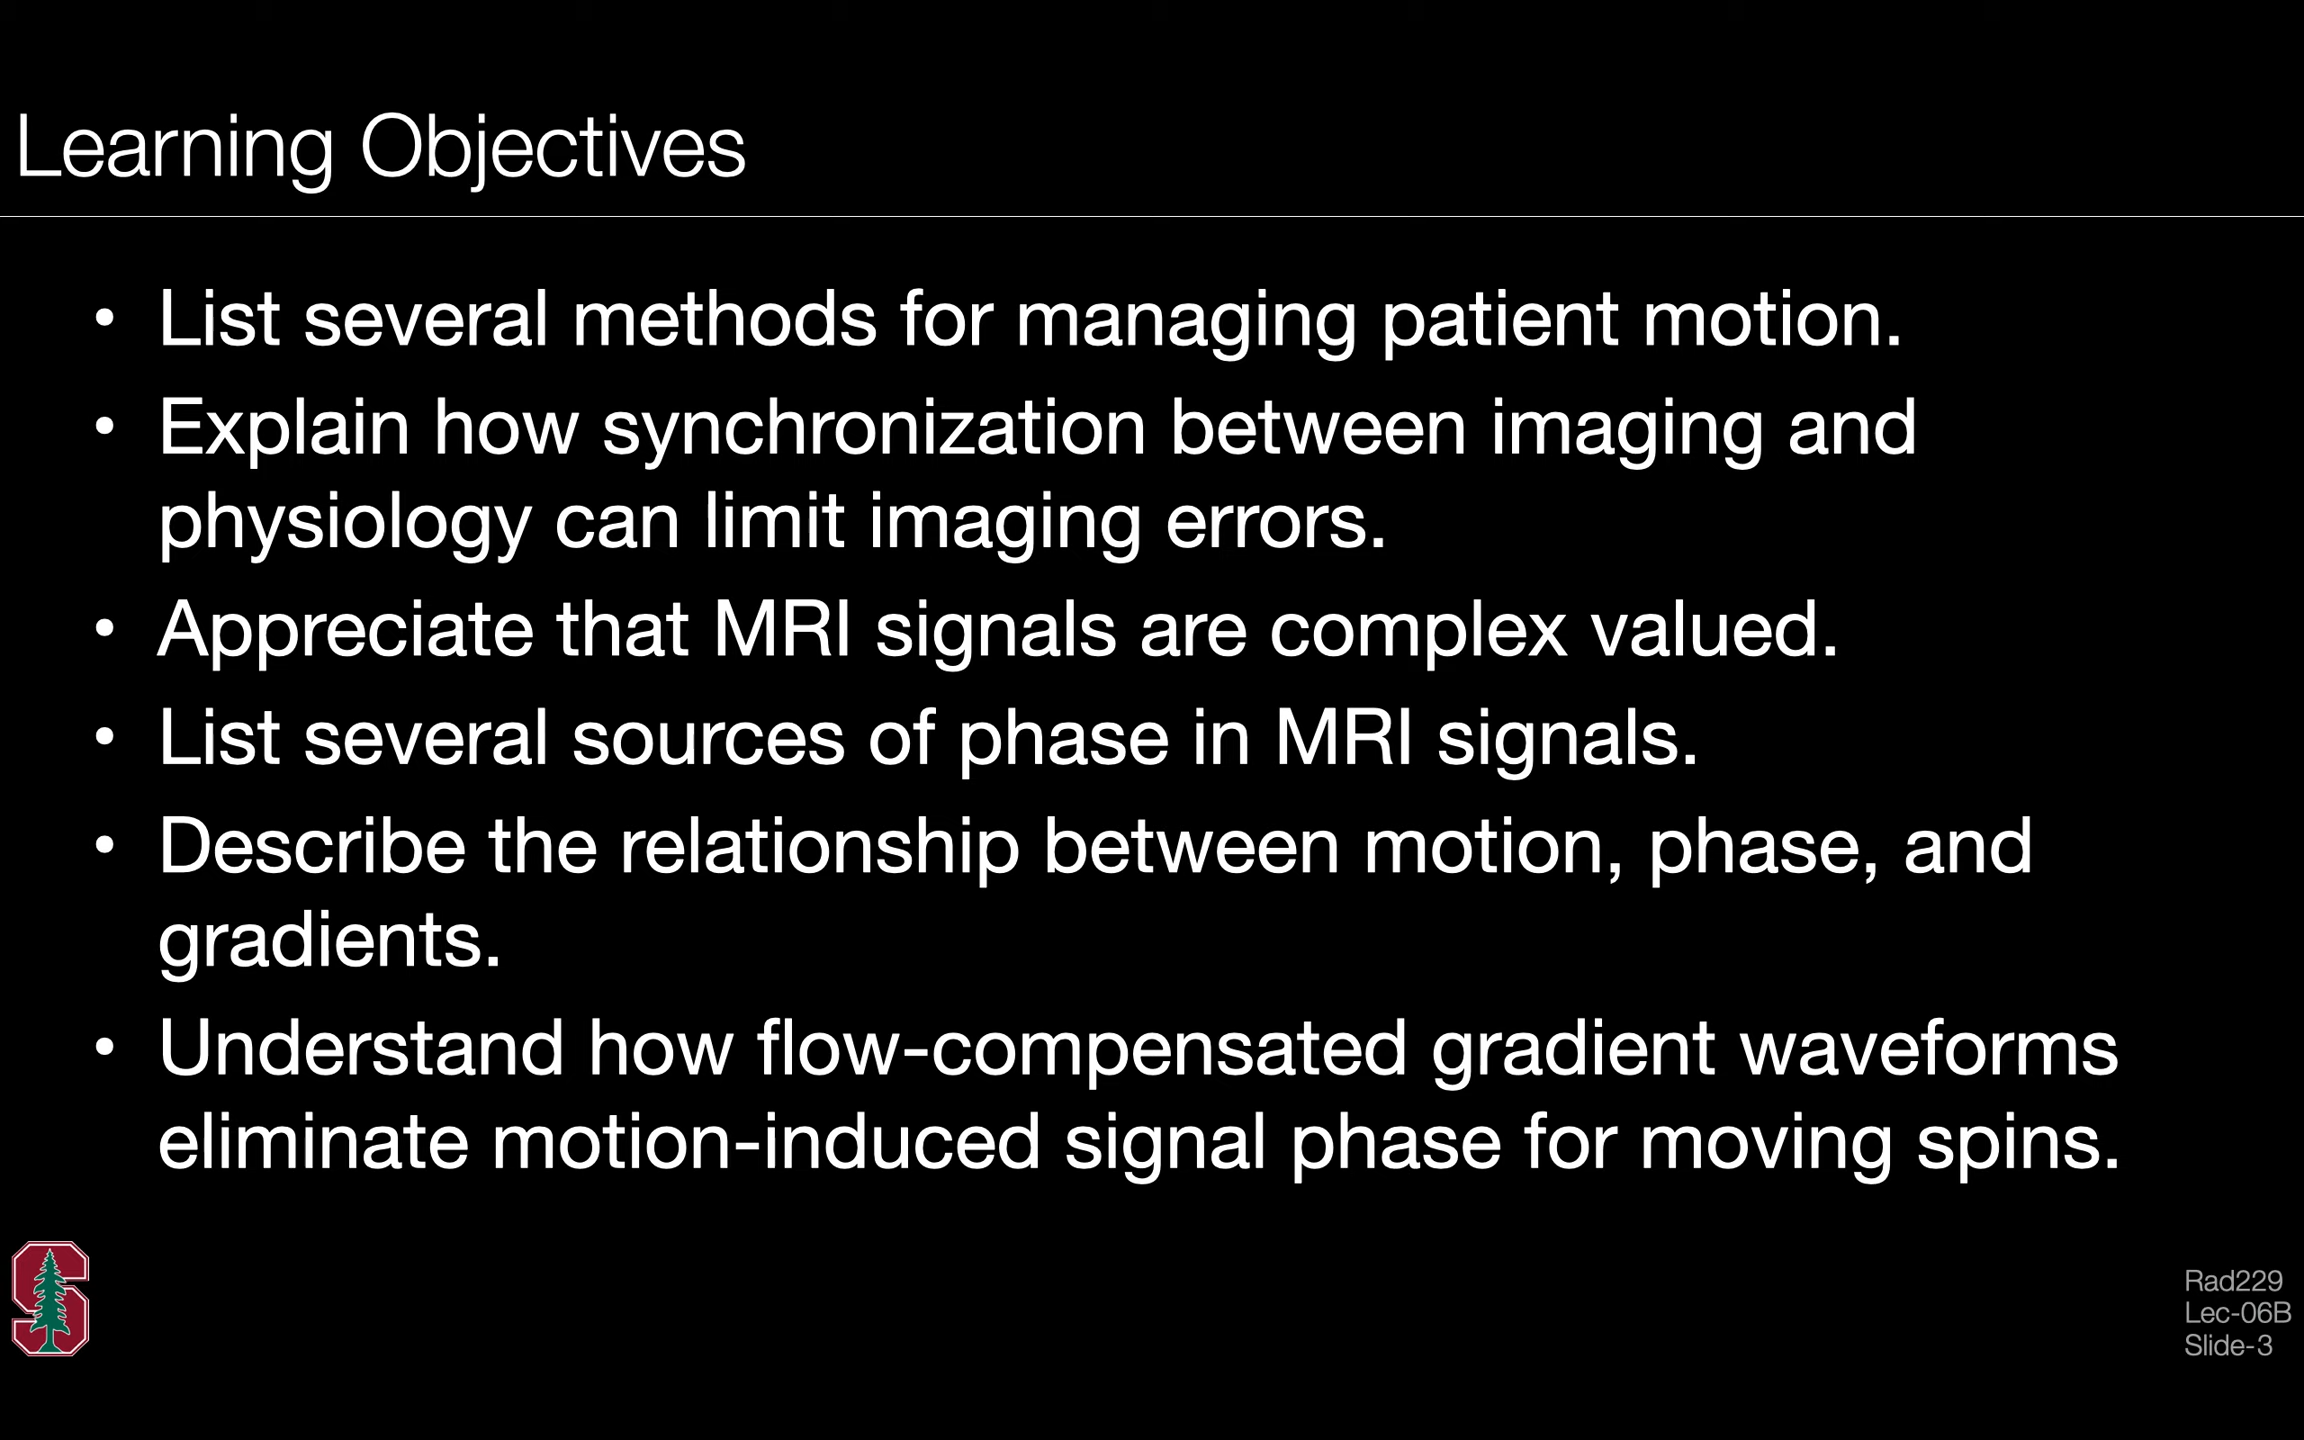 Learning Objectives
• List several methods for managing patient motion.
• Explain how synchronization between imaging and
physiology can limit imaging errors.
• Appreciate that MRI signals are complex valued.
• List several sources of phase in MRI signals.
• Describe the relationship between motion, phase, and
gradients.
• Understand how flow-compensated gradient waveforms
eliminate motion-induced signal phase for moving spins.
Rad229
Lec-06B
Slide-3